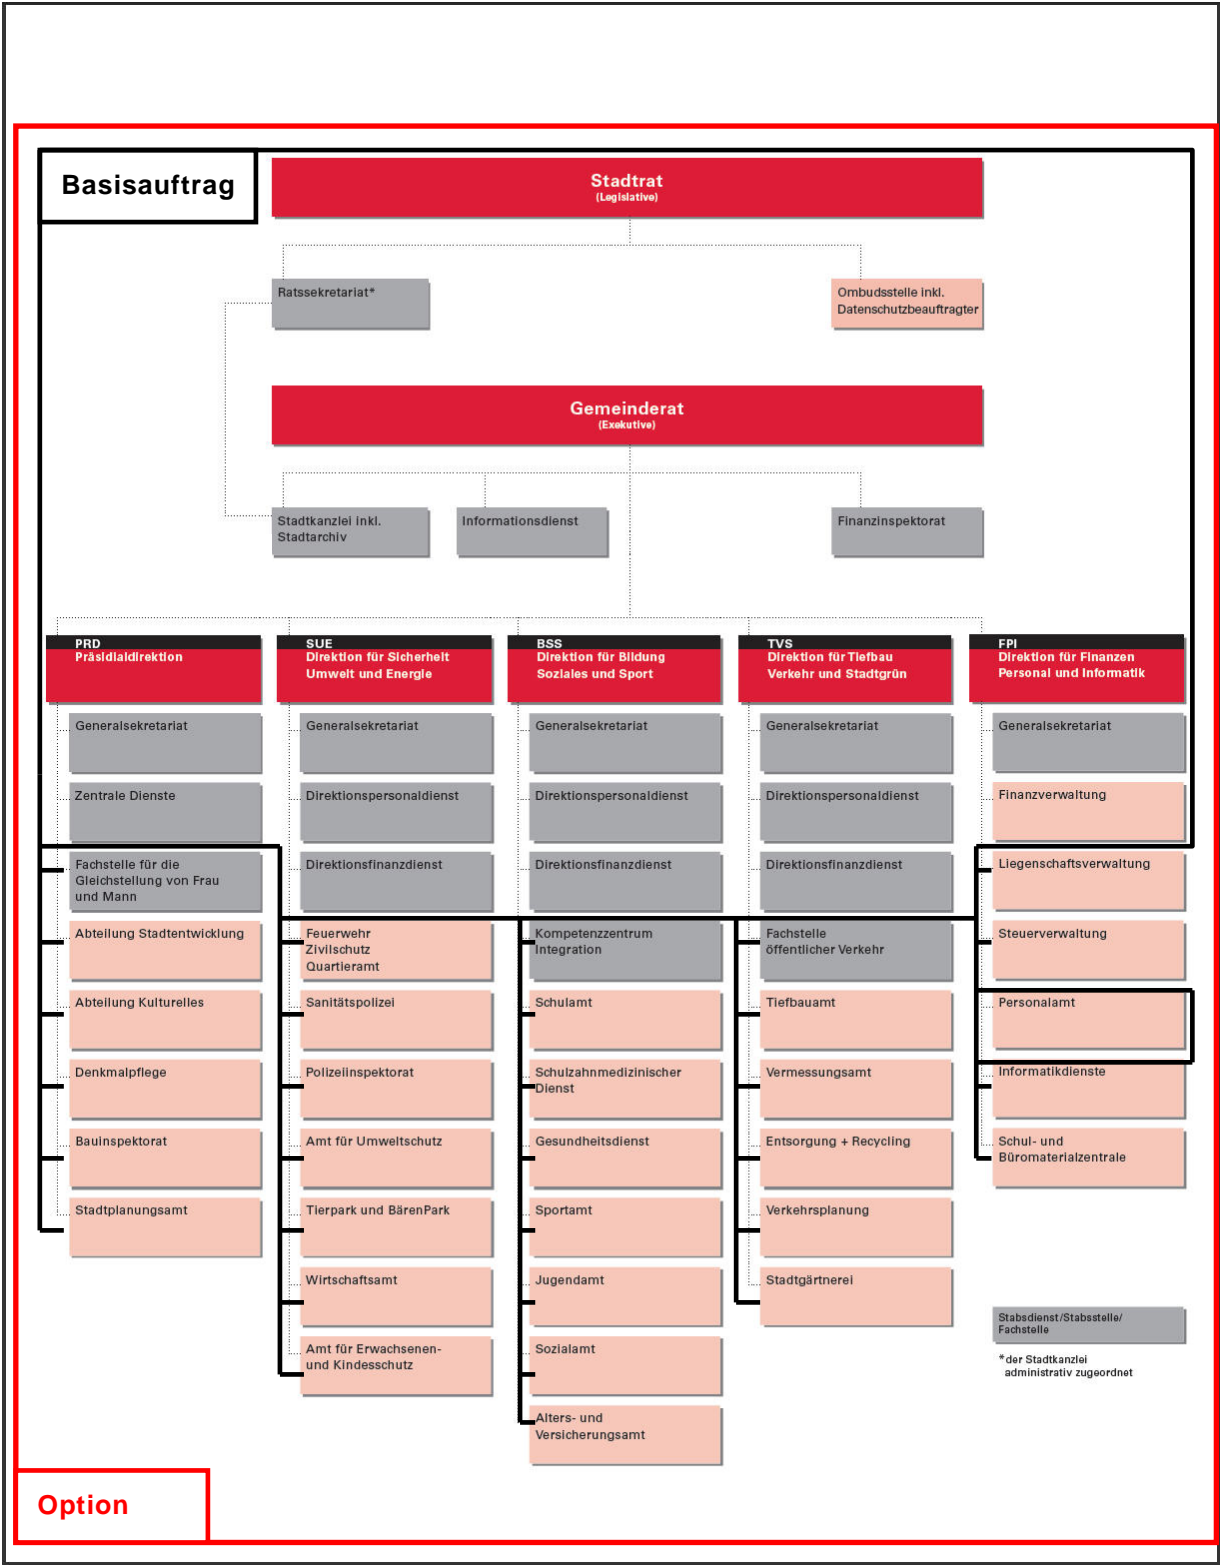 Basisauftrag
Stadtrat
(Legislative)
Ratssekretariat*
Ombudsstelle inkl.
Datenschutzbeauftragter
Gemeinderat
(Exekutive)
Stadtkanzlei inkl.
Stadtarchiv
Informationsdienst
Finanzinspektorat
PRD
Präsidialdirektion
Generalsekretariat
Zentrale Dienste
Fachstelle für die
Gleichstellung von Frau
und Mann
Abteilung Stadtentwicklung
Abteilung Kulturelles
Denkmalpflege
Bauinspektorat
Stadtplanungsamt
SUE
Direktion für Sicherheit
Umwelt und Energie
Generalsekretariat
Direktionspersonaldienst
Direktionsfinanzdienst
Feuerwehr
Zivilschutz
Quartieramt
Sanitätspolizei
Polizeiinspektorat
Amt für Umweltschutz
Tierpark und BärenPark
Wirtschaftsamt
Amt für Erwachsenen-
und Kindesschutz
BSS
Direktion für Bildung
Soziales und Sport
Generalsekretariat
Direktionspersonaldienst
Direktionsfinanzdienst
Kompetenzzentrum
Integration
Schulamt
Schulzahnmedizinischer
Dienst
Gesundheitsdienst
Sportamt
Jugendamt
Sozialamt
Alters- und
Versicherungsamt
TVS
Direktion für Tiefbau
Verkehr und Stadtgrün
Generalsekretariat
Direktionspersonaldienst
Direktionsfinanzdienst
Fachstelle
öffentlicher Verkehr
Tiefbauamt
Vermessungsamt
Entsorgung + Recycling
Verkehrsplanung
Stadtgärtnerei
FPI
Direktion für Finanzen
Personal und Informatik
Generalsekretariat
Finanzverwaltung
Liegenschaftsverwaltung
Steuerverwaltung
Personalamt
Informatikdienste
Schul- und
Büromaterialzentrale
Stabsdienst/Stabsstelle/
Fachstelle
*der Stadtkanzlei
administrativ zugeordnet
Option